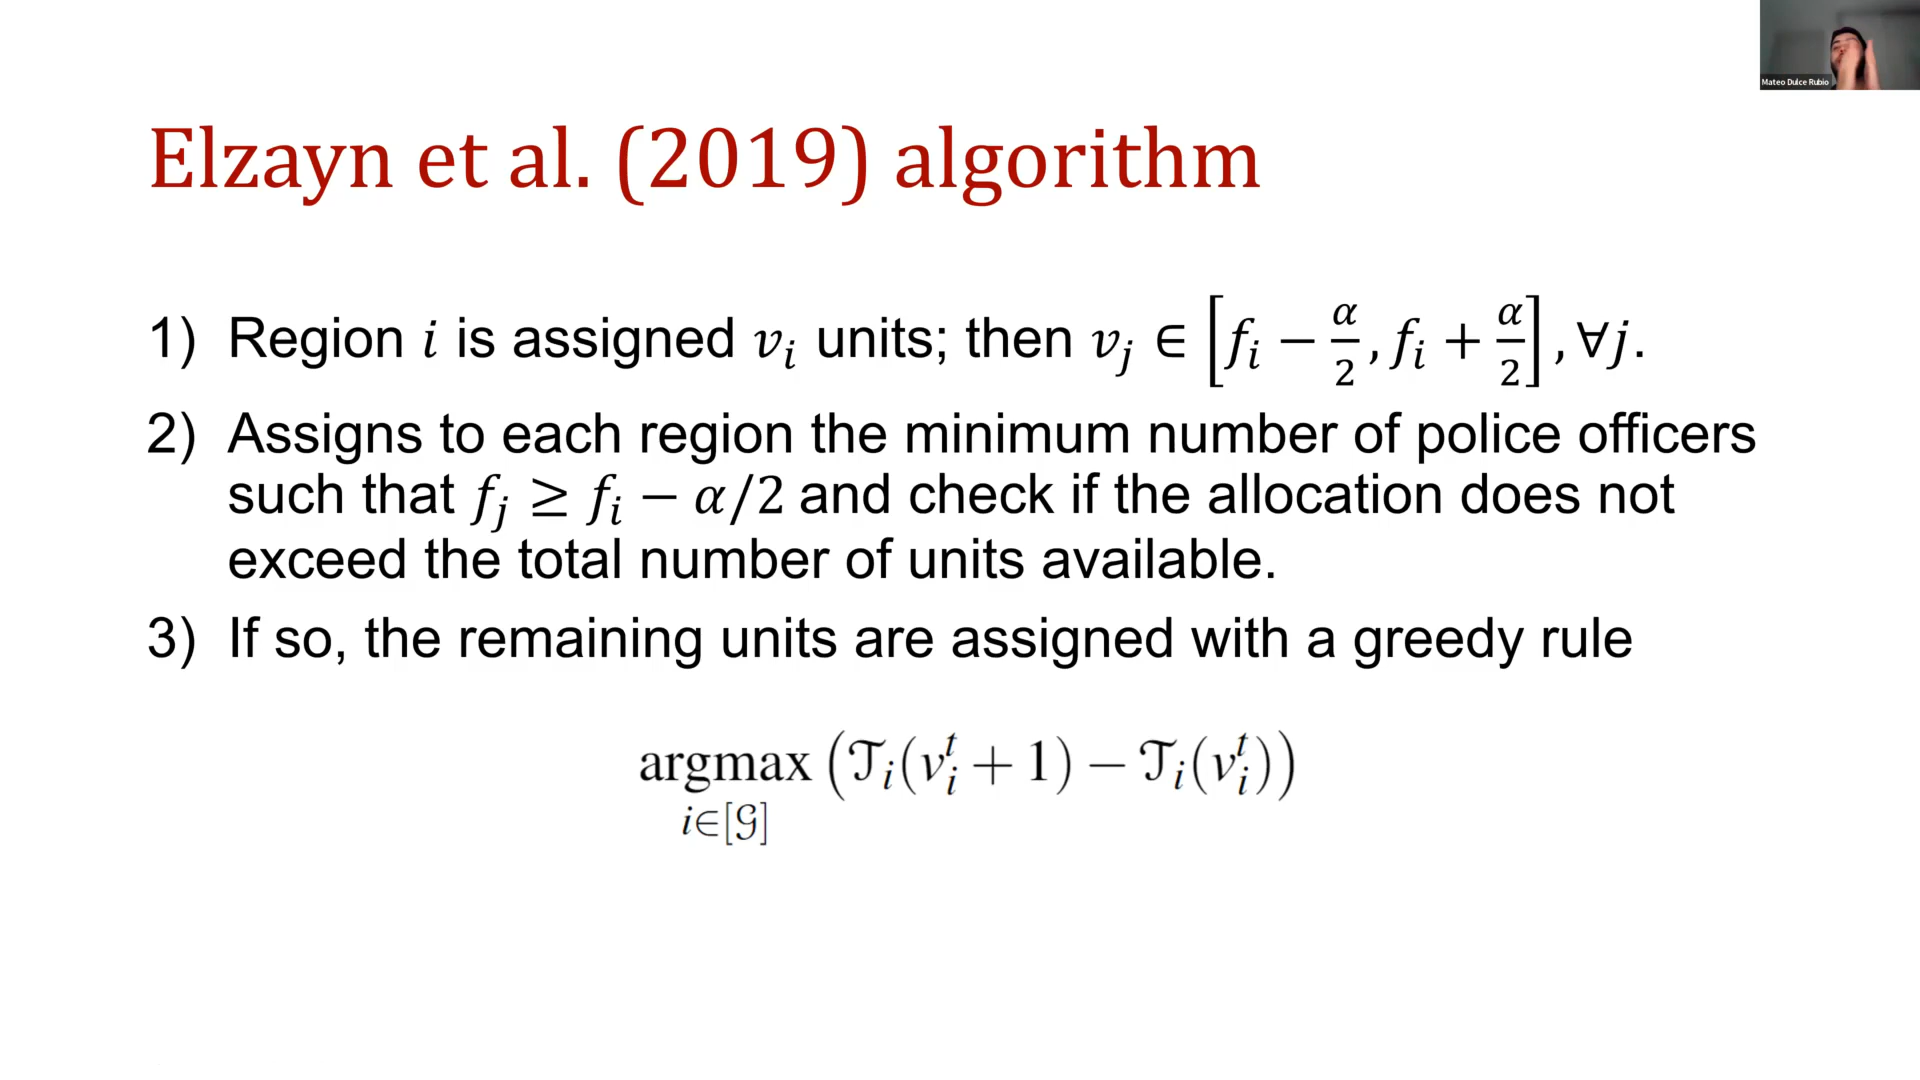 Mateo Dulce Rubio
Elzayn et al. (2019) algorithm
1) Region i is assigned vᵢ units; then vⱼ ∈ [fᵢ − α/2, fᵢ + α/2], ∀j.
2) Assigns to each region the minimum number of police officers
such that fⱼ ≥ fᵢ − α/2 and check if the allocation does not
exceed the total number of units available.
3) If so, the remaining units are assigned with a greedy rule
argmax (𝒯ᵢ(vᵢᵗ + 1) − 𝒯ᵢ(vᵢᵗ))
i∈[𝒢]